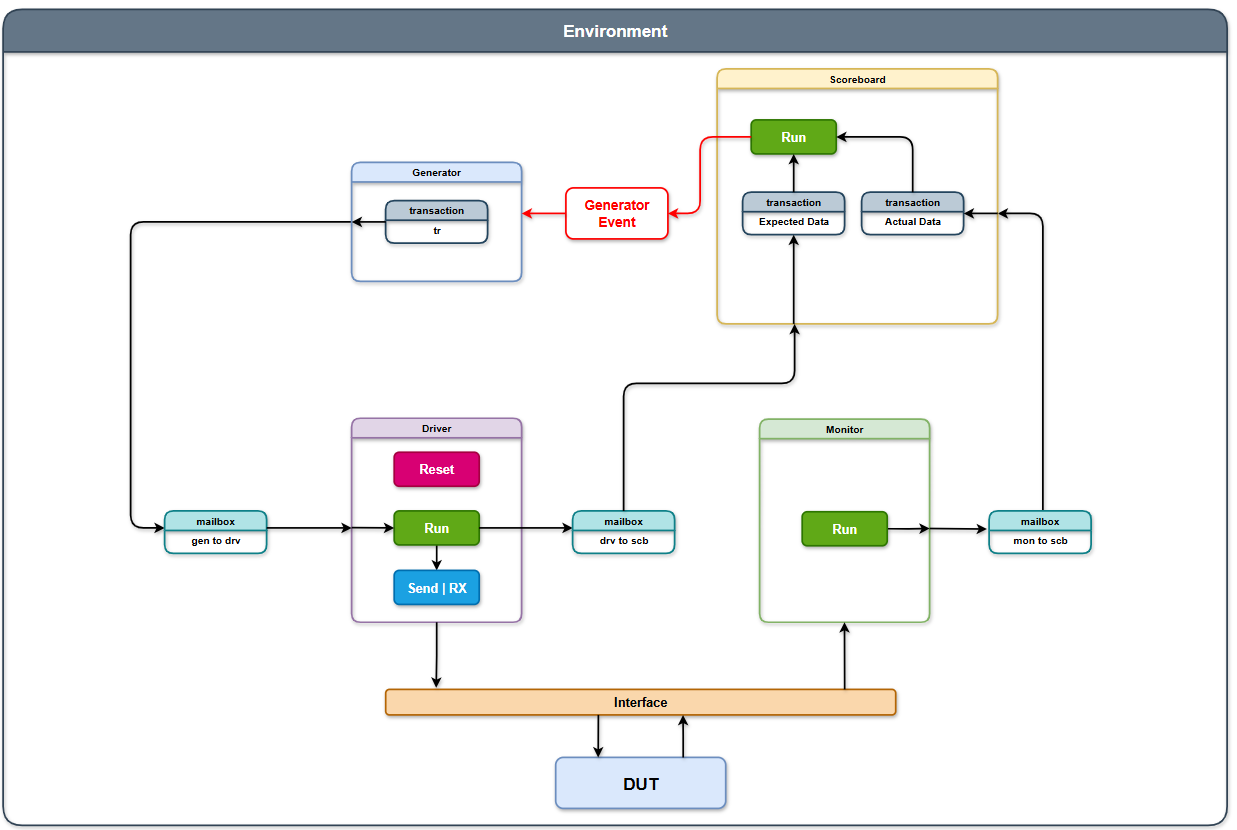 Environment
Scoreboard
Run
Generator
transaction
tr
Generator
Event
transaction
Expected Data
transaction
Actual Data
Driver
Reset
Monitor
mailbox
gen to drv
Run
mailbox
drv to scb
Run
mailbox
mon to scb
Send | RX
Interface
DUT